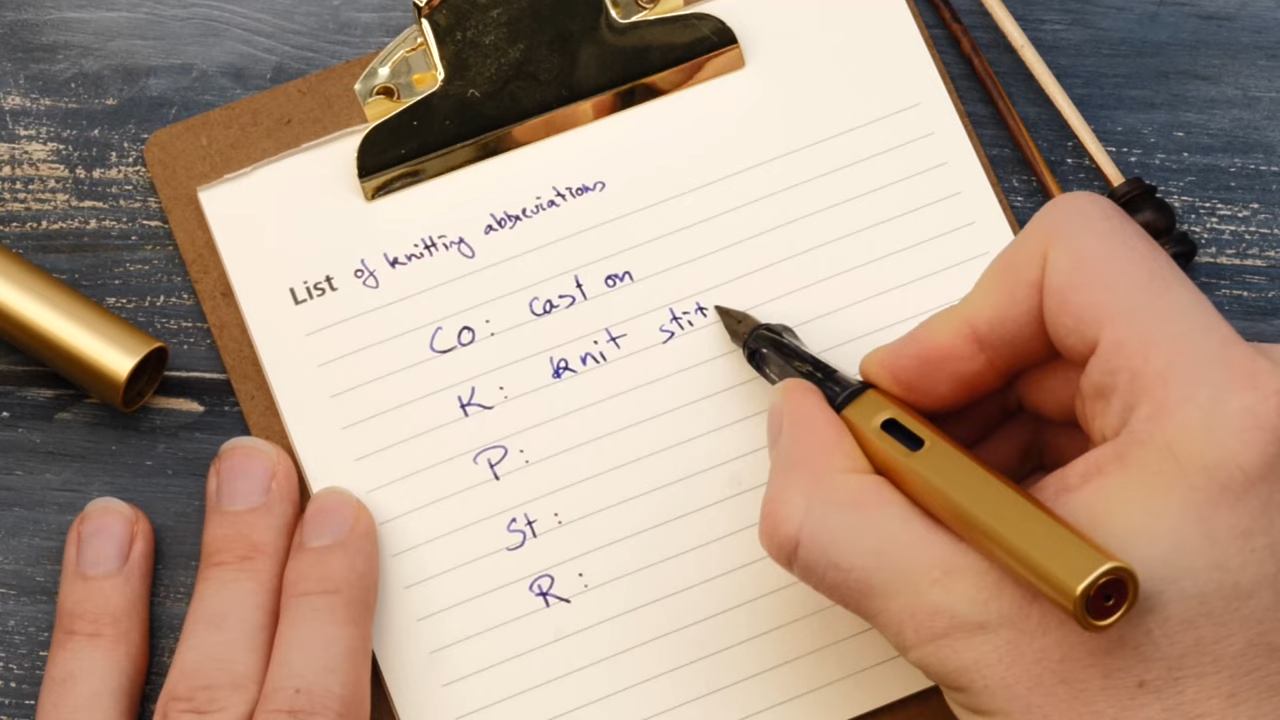 List of knitting abbreviations
CO: cast on
K: knit stit
P:
St:
R: